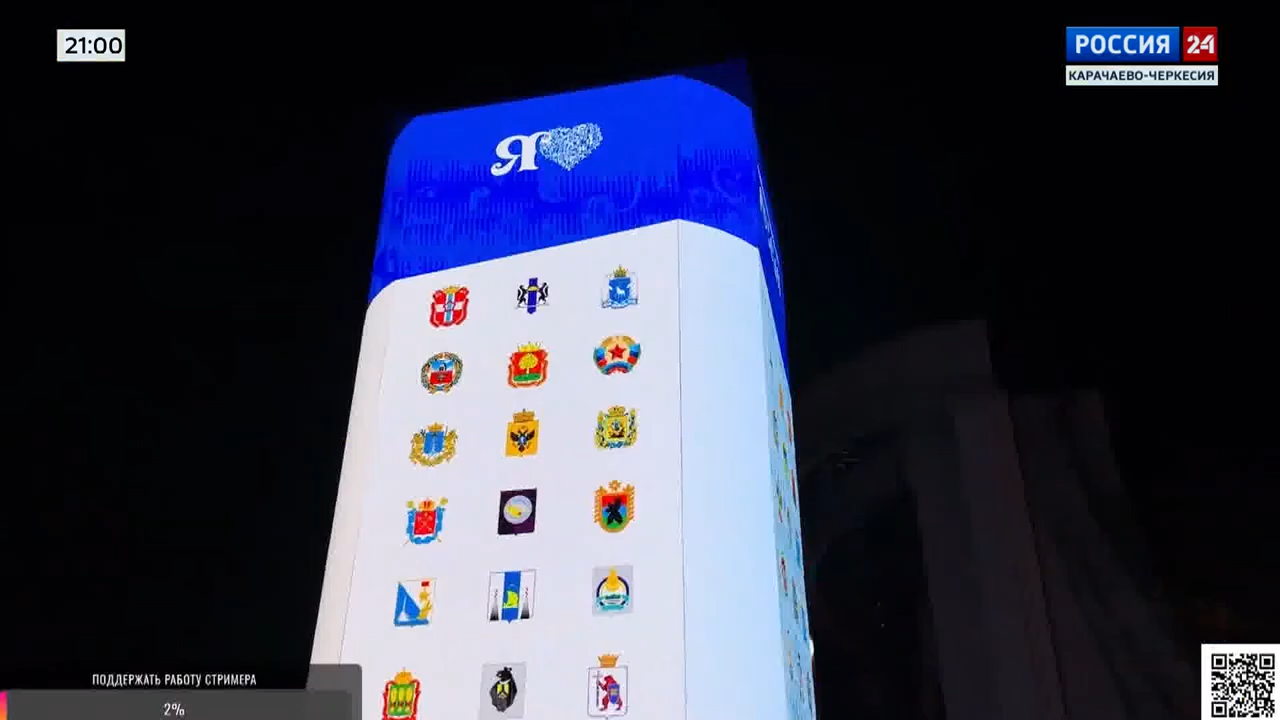 21:00
РОССИЯ 24
КАРАЧАЕВО-ЧЕРКЕСИЯ
Я
ПОДДЕРЖАТЬ РАБОТУ СТРИМЕРА
2%